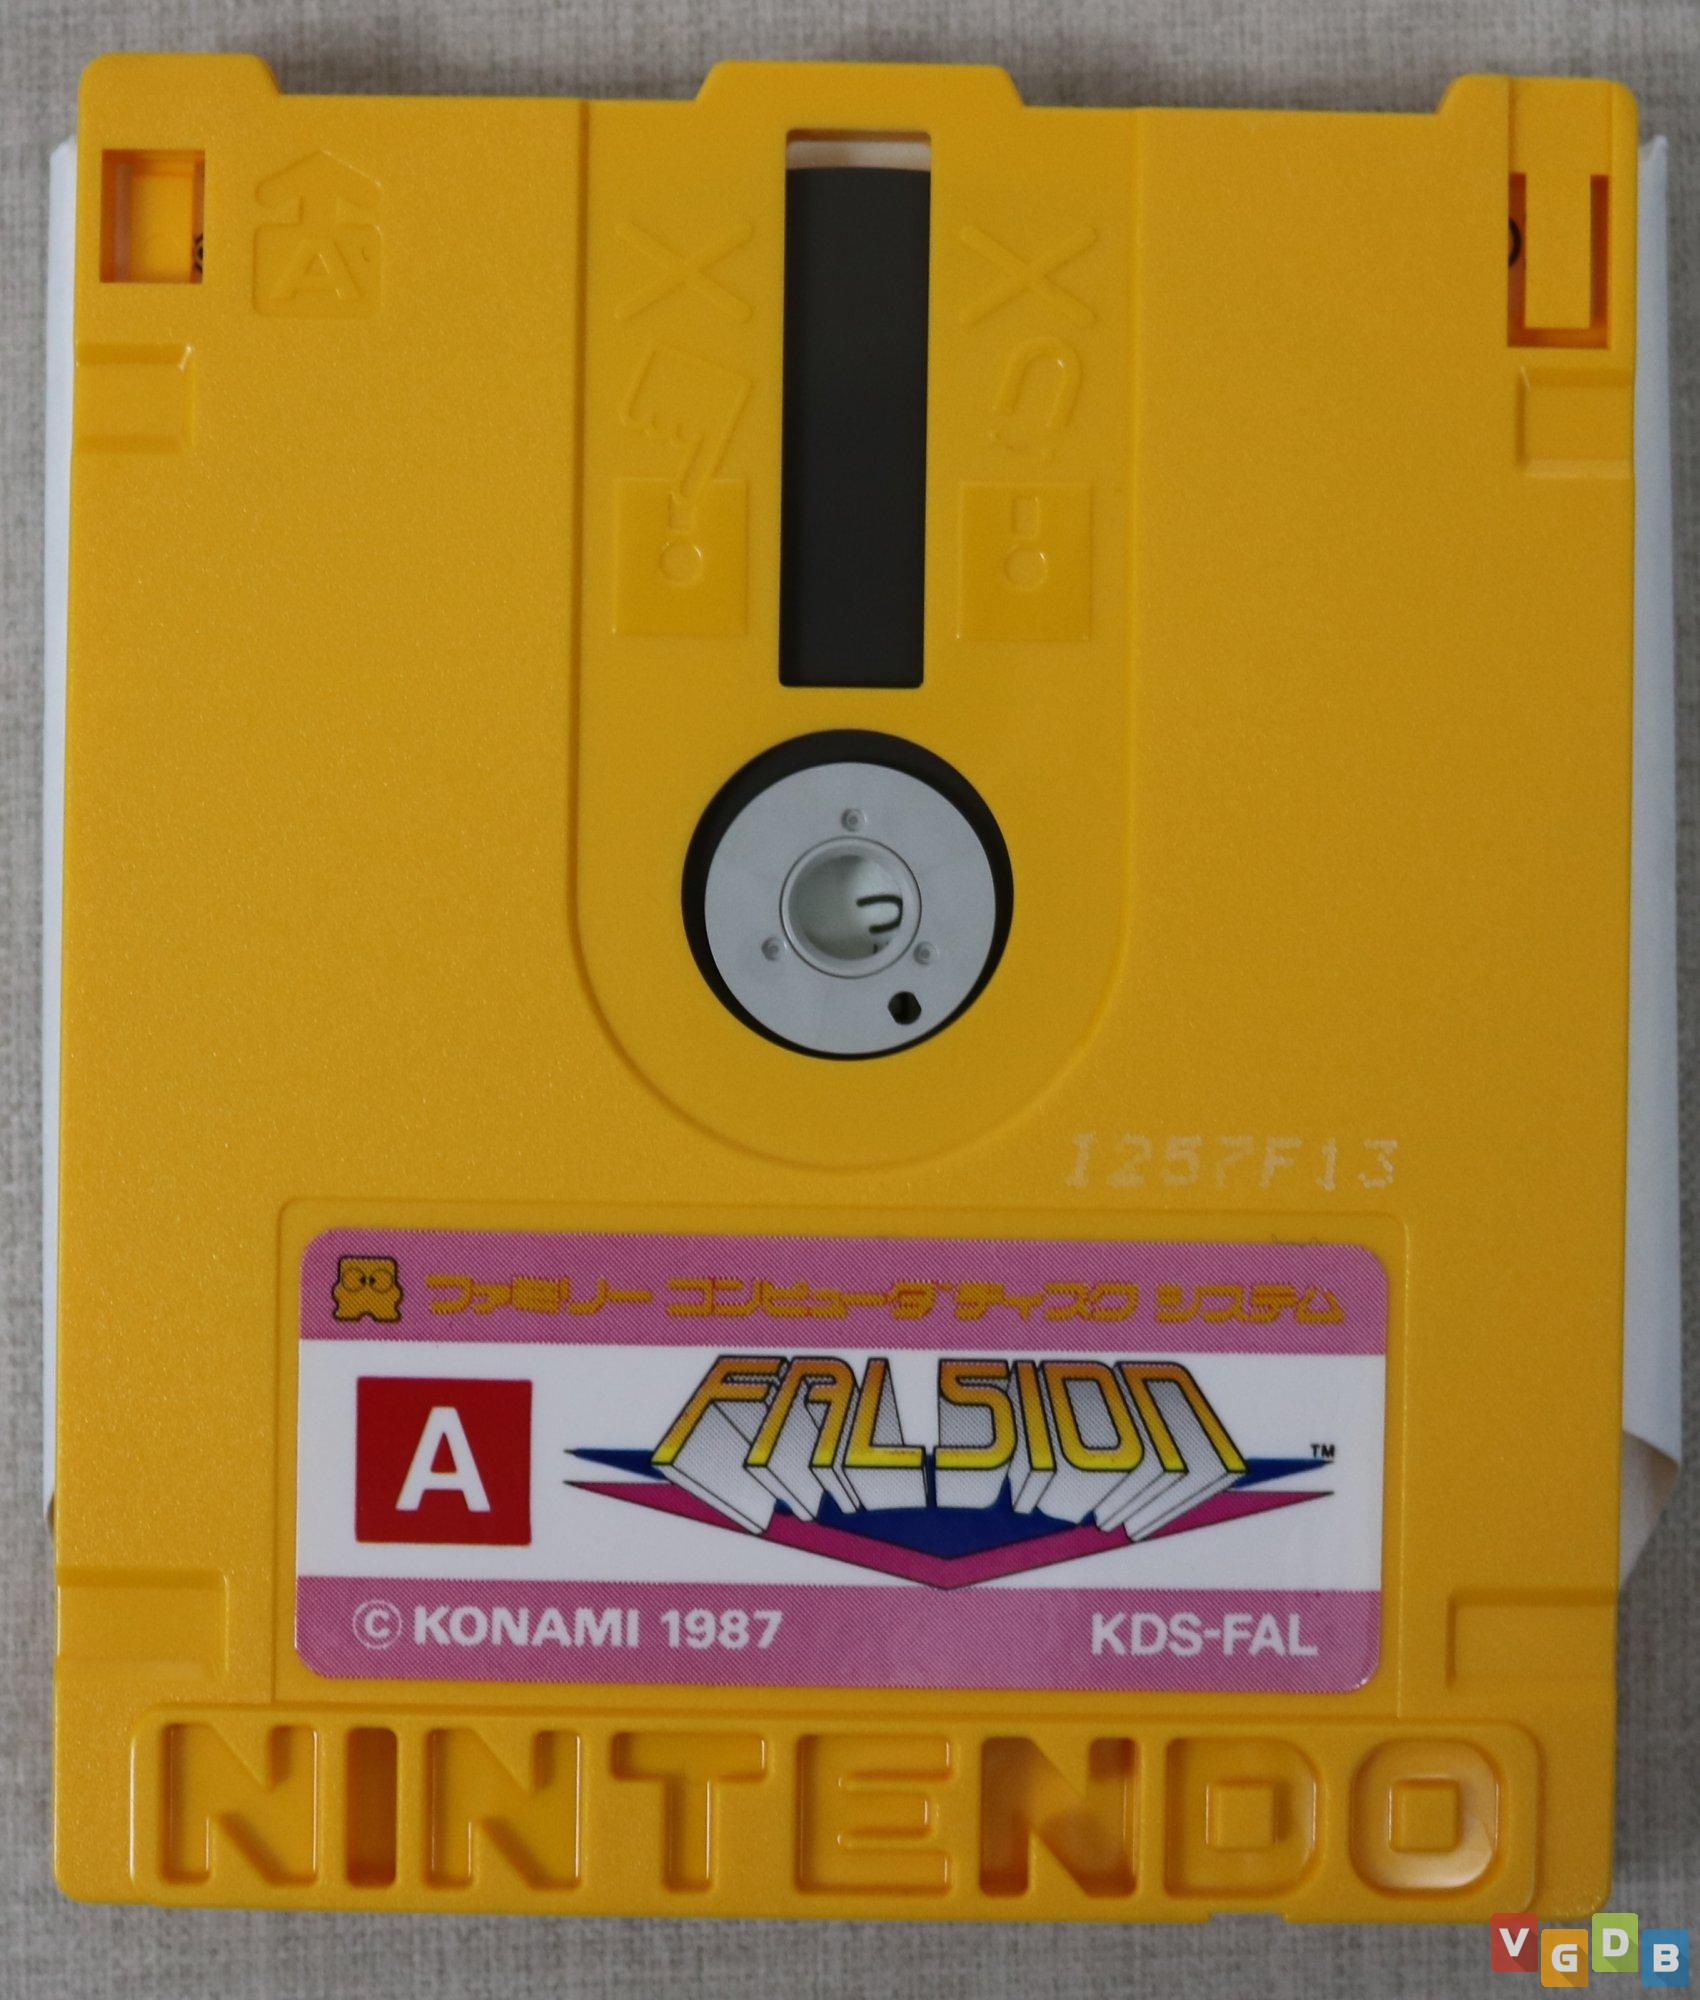 A
1257F13
ファミリー コンピュータ ディスク システム
A
FALSION
TM
© KONAMI 1987
KDS-FAL
NINTENDO
VGDB